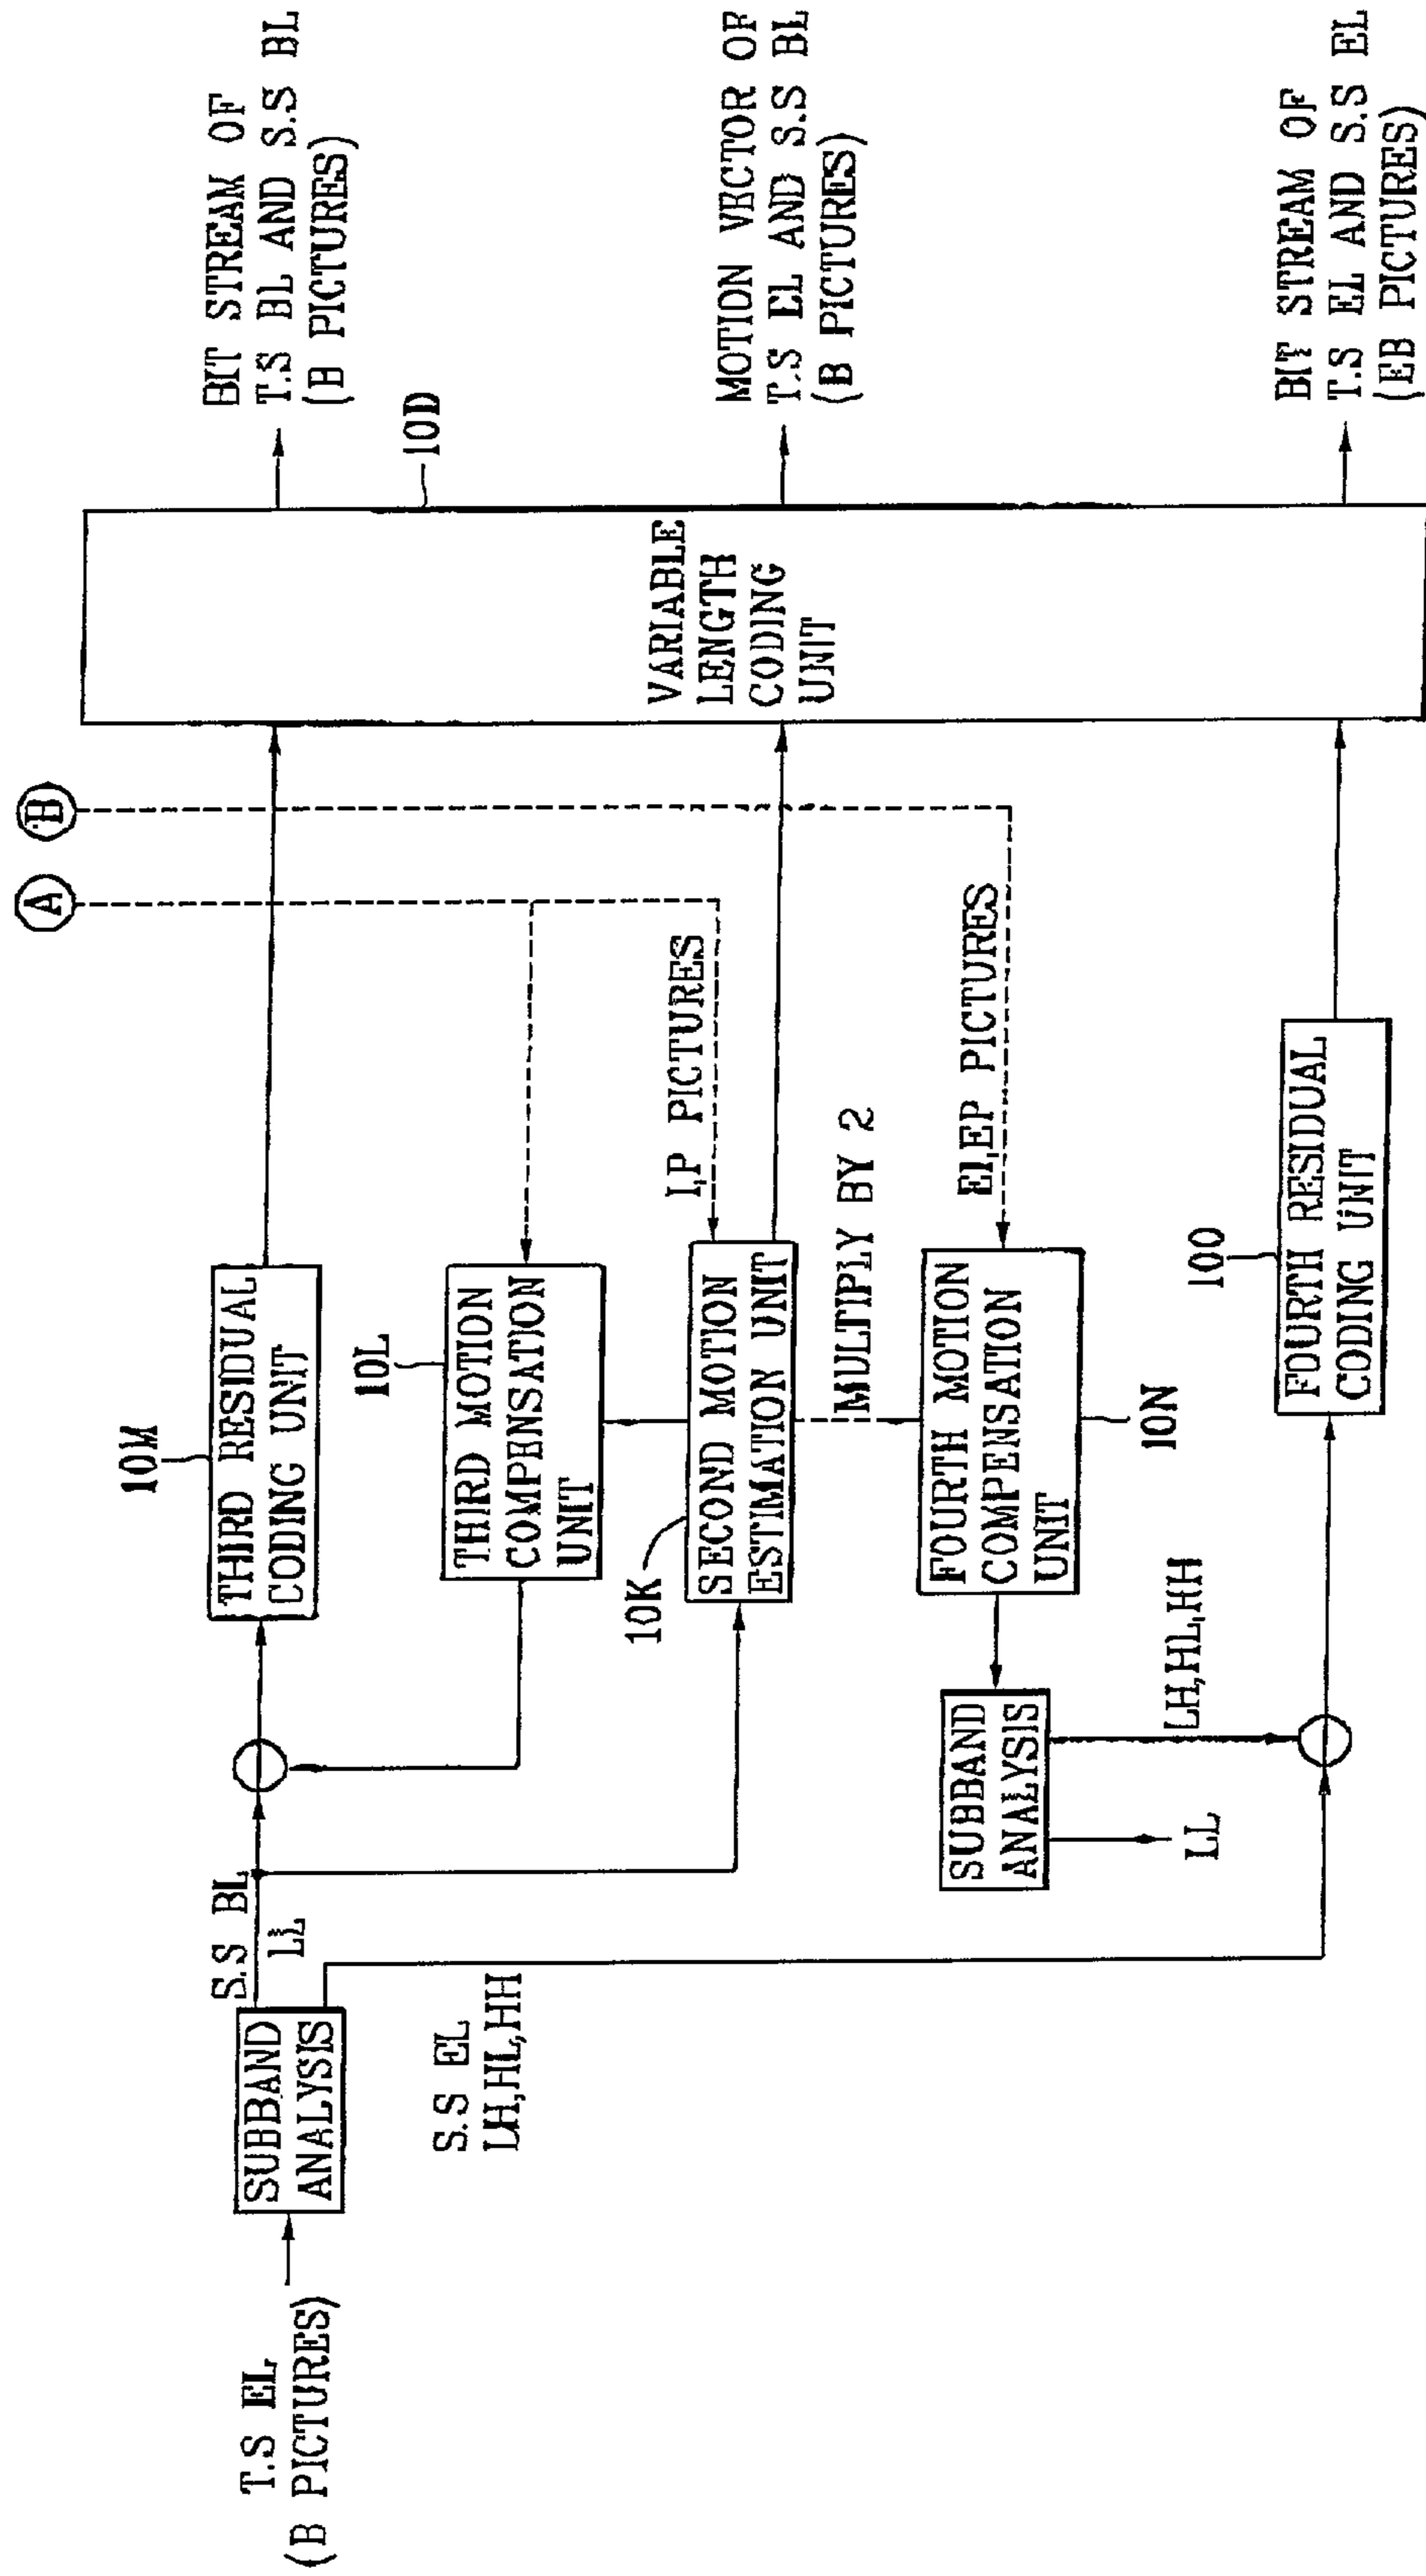 T.S EL
(B PICTURES)
SUBBAND
ANALYSIS
S.S BL
LL
S.S EL
LH,HL,HH
10M
THIRD RESIDUAL
CODING UNIT
10L
THIRD MOTION
COMPENSATION
UNIT
10K
SECOND MOTION
ESTIMATION UNIT
I,P PICTURES
MULTIPLY BY 2
FOURTH MOTION
COMPENSATION
UNIT
10N
EI,EP PICTURES
SUBBAND
ANALYSIS
LL
LH,HL,HH
10O
FOURTH RESIDUAL
CODING UNIT
A
B
VARIABLE
LENGTH
CODING
UNIT
10D
BIT STREAM OF
T.S BL AND S.S BL
(B PICTURES)
MOTION VECTOR OF
T.S EL AND S.S BL
(B PICTURES)
BIT STREAM OF
T.S EL AND S.S EL
(EB PICTURES)